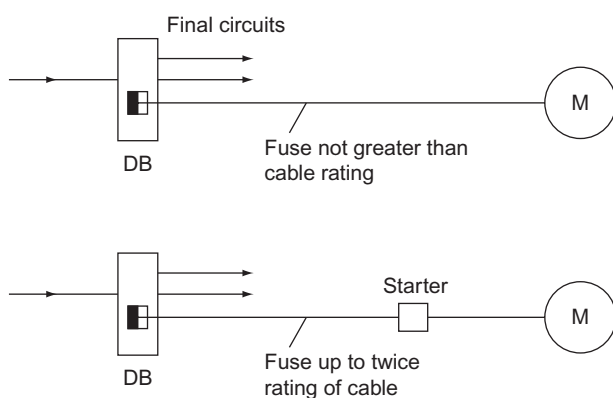 Final circuits
M
DB
Fuse not greater than
cable rating
Starter
M
DB
Fuse up to twice
rating of cable